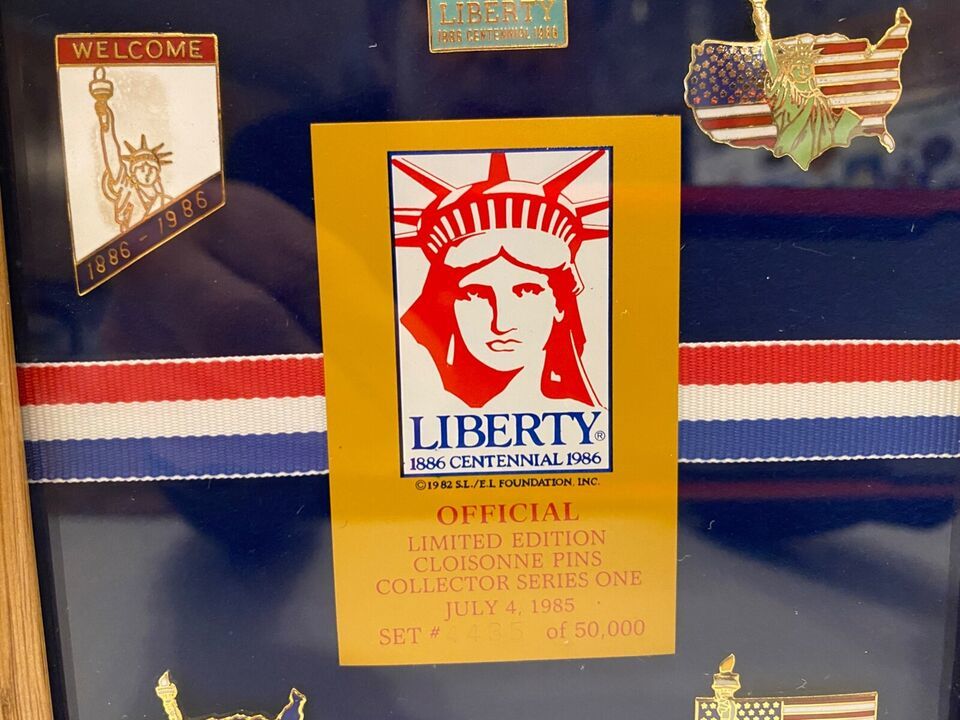 LIBERTY
1886 CENTENNIAL 1986
WELCOME
1886 - 1986
LIBERTY®
1886 CENTENNIAL 1986
©1982 S.L./E.I. FOUNDATION, INC.
OFFICIAL
LIMITED EDITION
CLOISONNE PINS
COLLECTOR SERIES ONE
JULY 4, 1985
SET # of 50,000